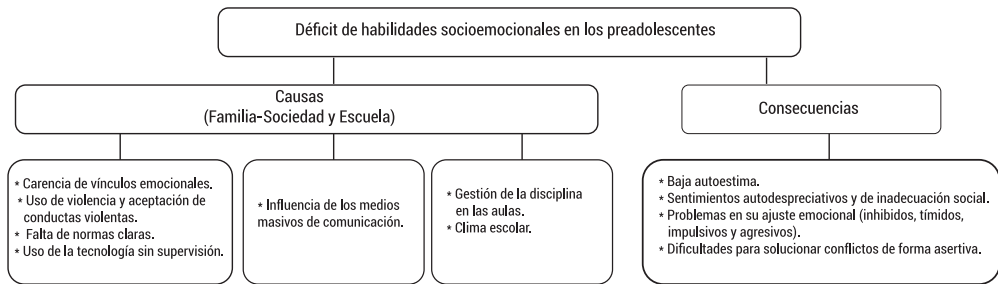 Déficit de habilidades socioemocionales en los preadolescentes
Causas
(Familia-Sociedad y Escuela)
Consecuencias
* Carencia de vínculos emocionales.
* Uso de violencia y aceptación de
conductas violentas.
* Falta de normas claras.
* Uso de la tecnología sin supervisión.
* Influencia de los medios
masivos de comunicación.
* Gestión de la disciplina
en las aulas.
* Clima escolar.
* Baja autoestima.
* Sentimientos autodespreciativos y de inadecuación social.
* Problemas en su ajuste emocional (inhibidos, tímidos,
impulsivos y agresivos).
* Dificultades para solucionar conflictos de forma asertiva.